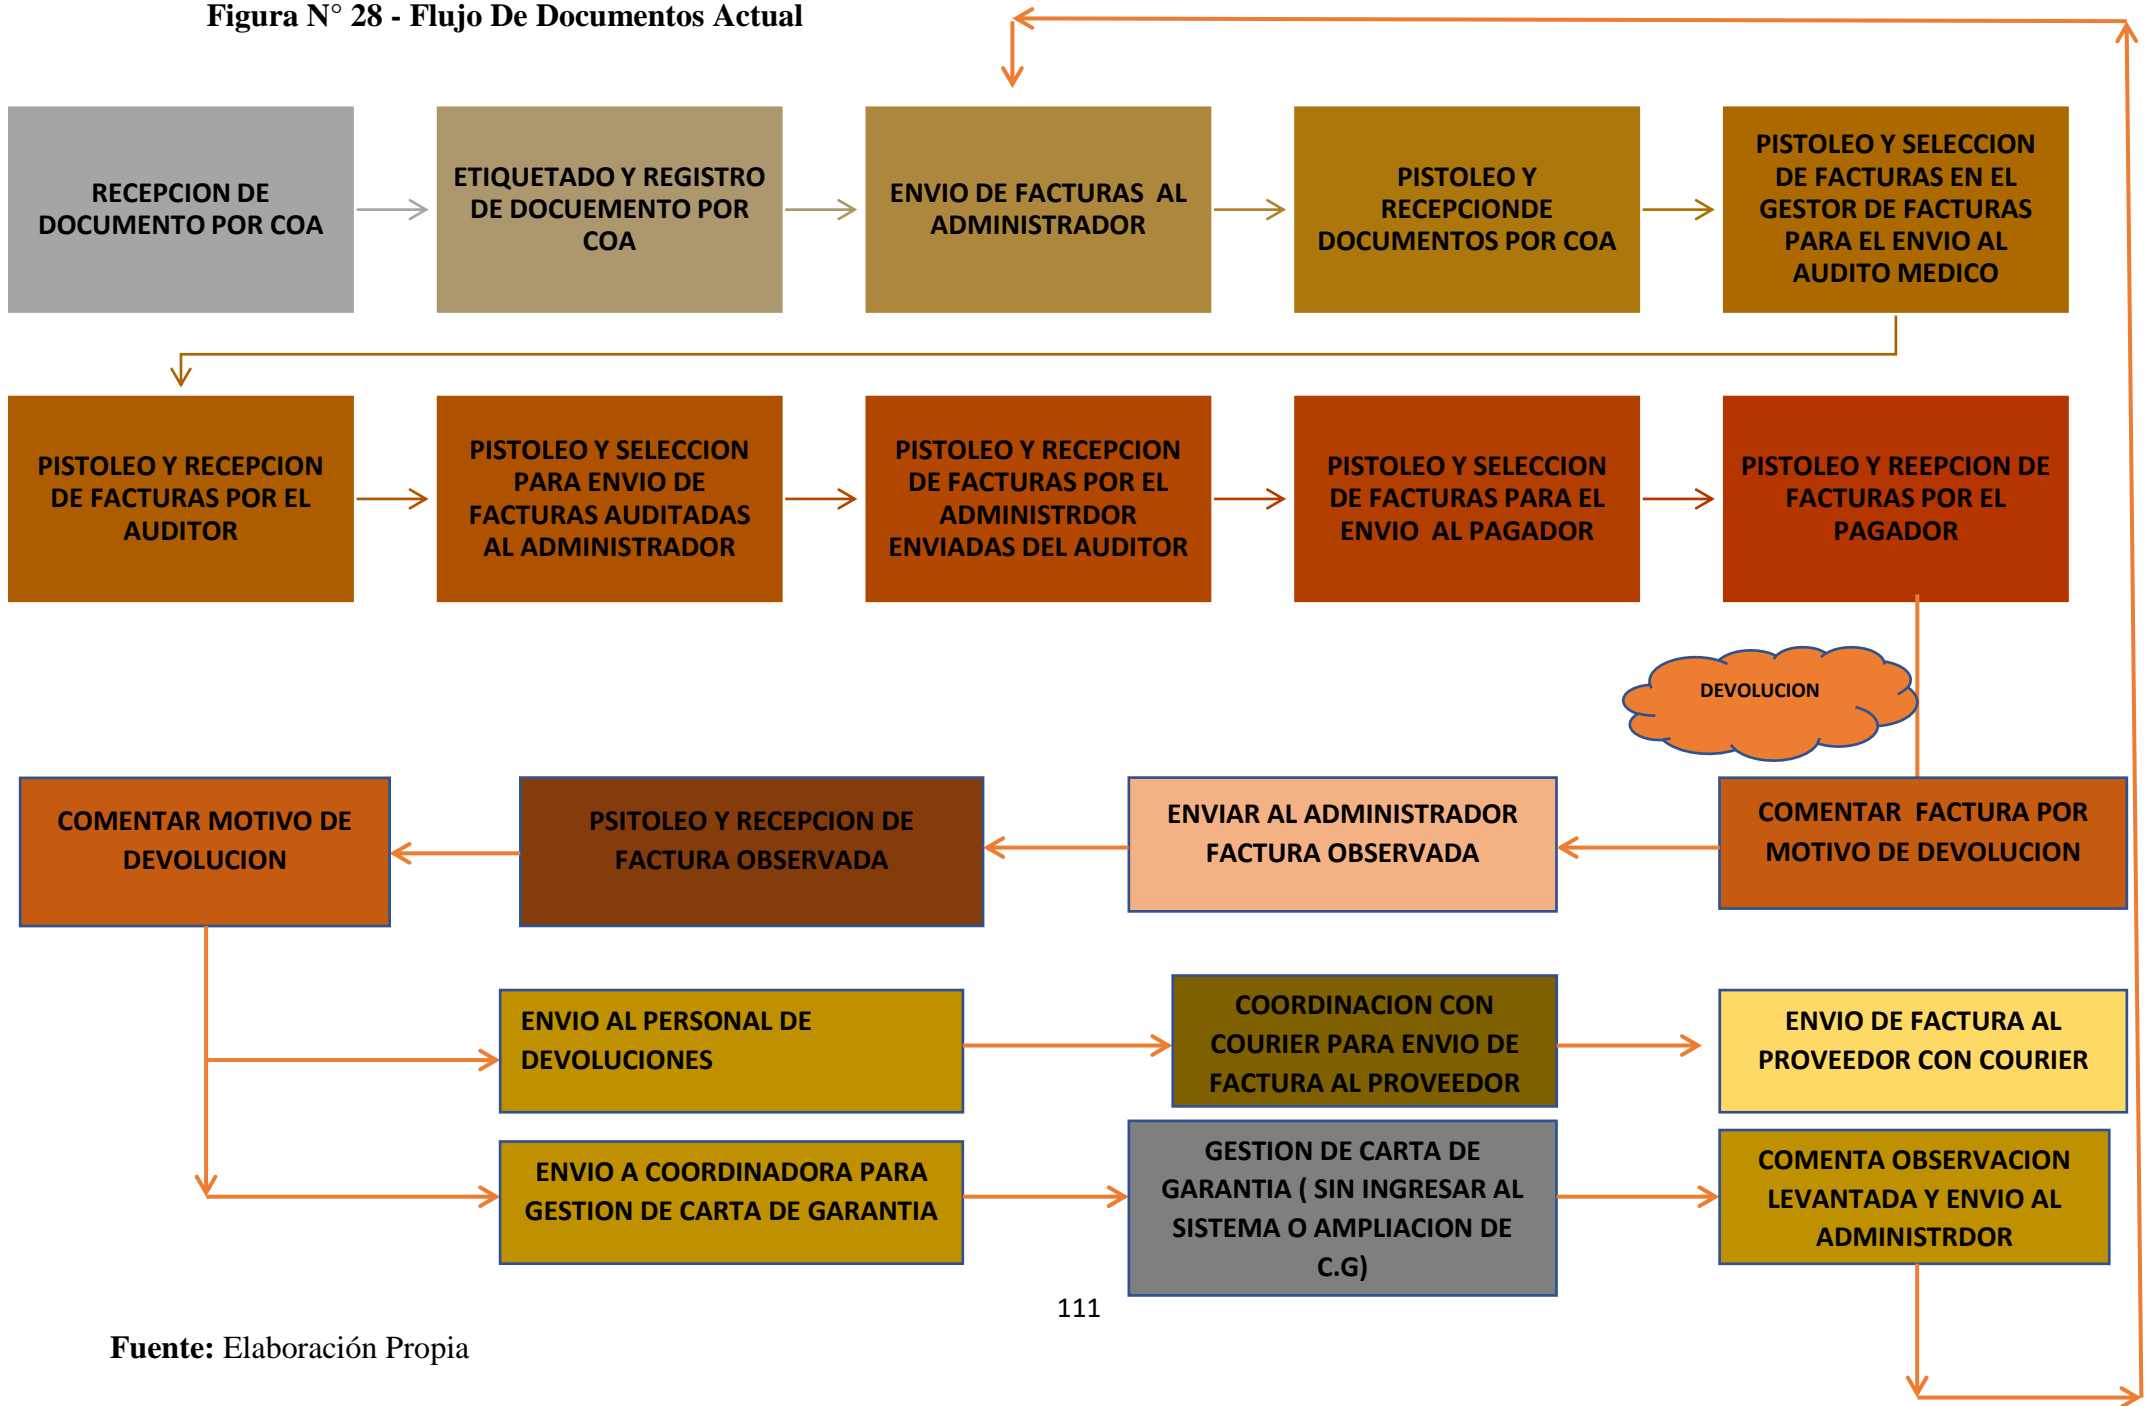 Figura N° 28 - Flujo De Documentos Actual
RECEPCION DE
DOCUMENTO POR COA
ETIQUETADO Y REGISTRO
DE DOCUEMENTO POR
COA
ENVIO DE FACTURAS AL
ADMINISTRADOR
PISTOLEO Y
RECEPCIONDE
DOCUMENTOS POR COA
PISTOLEO Y SELECCION
DE FACTURAS EN EL
GESTOR DE FACTURAS
PARA EL ENVIO AL
AUDITO MEDICO
PISTOLEO Y RECEPCION
DE FACTURAS POR EL
AUDITOR
PISTOLEO Y SELECCION
PARA ENVIO DE
FACTURAS AUDITADAS
AL ADMINISTRADOR
PISTOLEO Y RECEPCION
DE FACTURAS POR EL
ADMINISTRDOR
ENVIADAS DEL AUDITOR
PISTOLEO Y SELECCION
DE FACTURAS PARA EL
ENVIO AL PAGADOR
PISTOLEO Y REEPCION DE
FACTURAS POR EL
PAGADOR
DEVOLUCION
COMENTAR MOTIVO DE
DEVOLUCION
PSITOLEO Y RECEPCION DE
FACTURA OBSERVADA
ENVIAR AL ADMINISTRADOR
FACTURA OBSERVADA
COMENTAR FACTURA POR
MOTIVO DE DEVOLUCION
ENVIO AL PERSONAL DE
DEVOLUCIONES
COORDINACION CON
COURIER PARA ENVIO DE
FACTURA AL PROVEEDOR
ENVIO DE FACTURA AL
PROVEEDOR CON COURIER
ENVIO A COORDINADORA PARA
GESTION DE CARTA DE GARANTIA
GESTION DE CARTA DE
GARANTIA ( SIN INGRESAR AL
SISTEMA O AMPLIACION DE
C.G)
COMENTA OBSERVACION
LEVANTADA Y ENVIO AL
ADMINISTRDOR
111
Fuente: Elaboración Propia